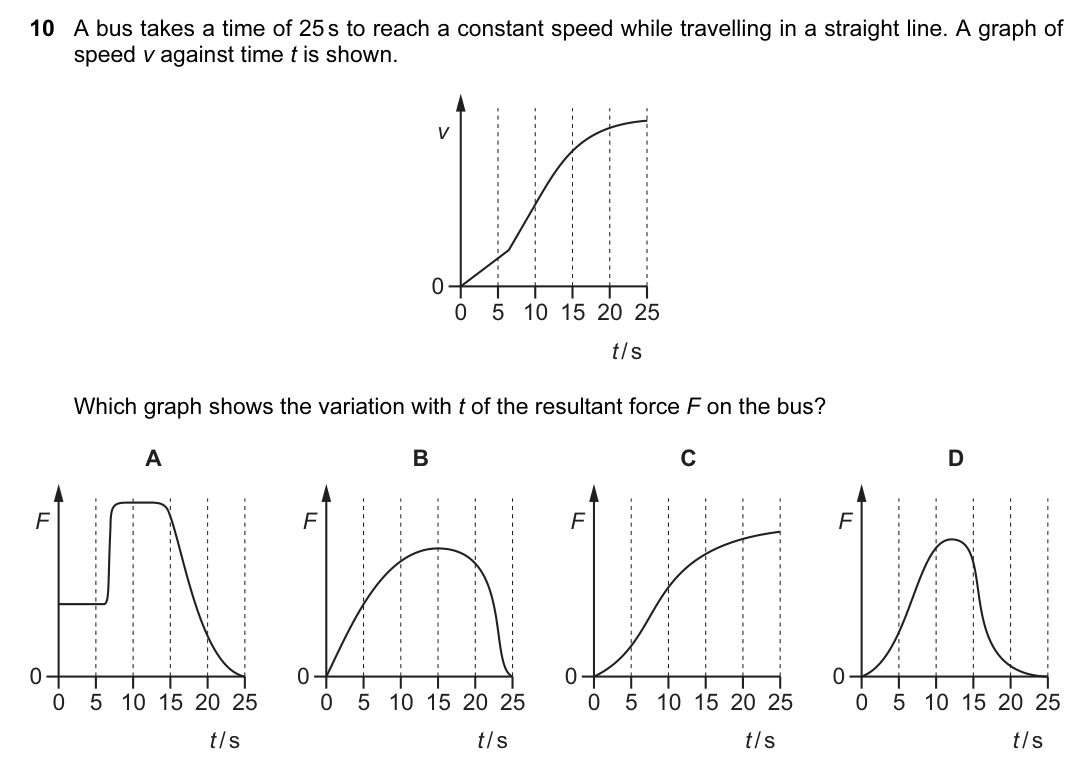 10 A bus takes a time of 25 s to reach a constant speed while travelling in a straight line. A graph of
speed v against time t is shown.
v
0
0 5 10 15 20 25
t / s
Which graph shows the variation with t of the resultant force F on the bus?
A B C D
F F F F
0 0 0 0
0 5 10 15 20 25 0 5 10 15 20 25 0 5 10 15 20 25 0 5 10 15 20 25
t / s t / s t / s t / s